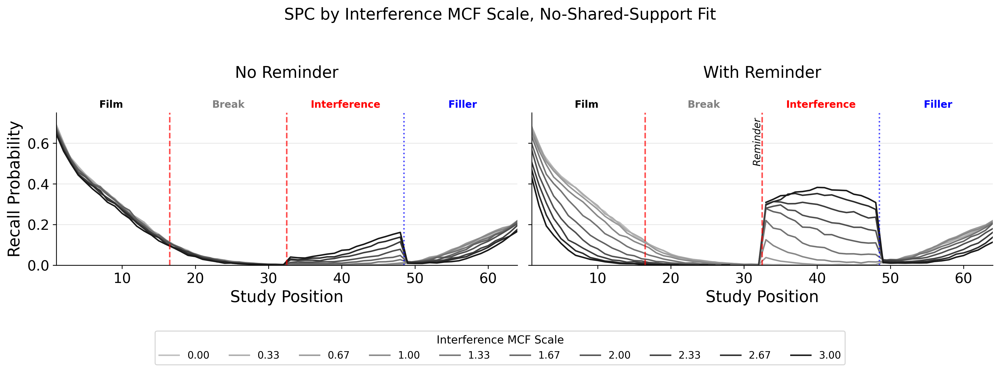 SPC by Interference MCF Scale, No-Shared-Support Fit
No Reminder
Film Break Interference Filler
Recall Probability
0.6
0.4
0.2
0.0
10 20 30 40 50 60
Study Position
With Reminder
Film Break Interference Filler
Reminder
10 20 30 40 50 60
Study Position
Interference MCF Scale
0.00 0.33 0.67 1.00 1.33 1.67 2.00 2.33 2.67 3.00